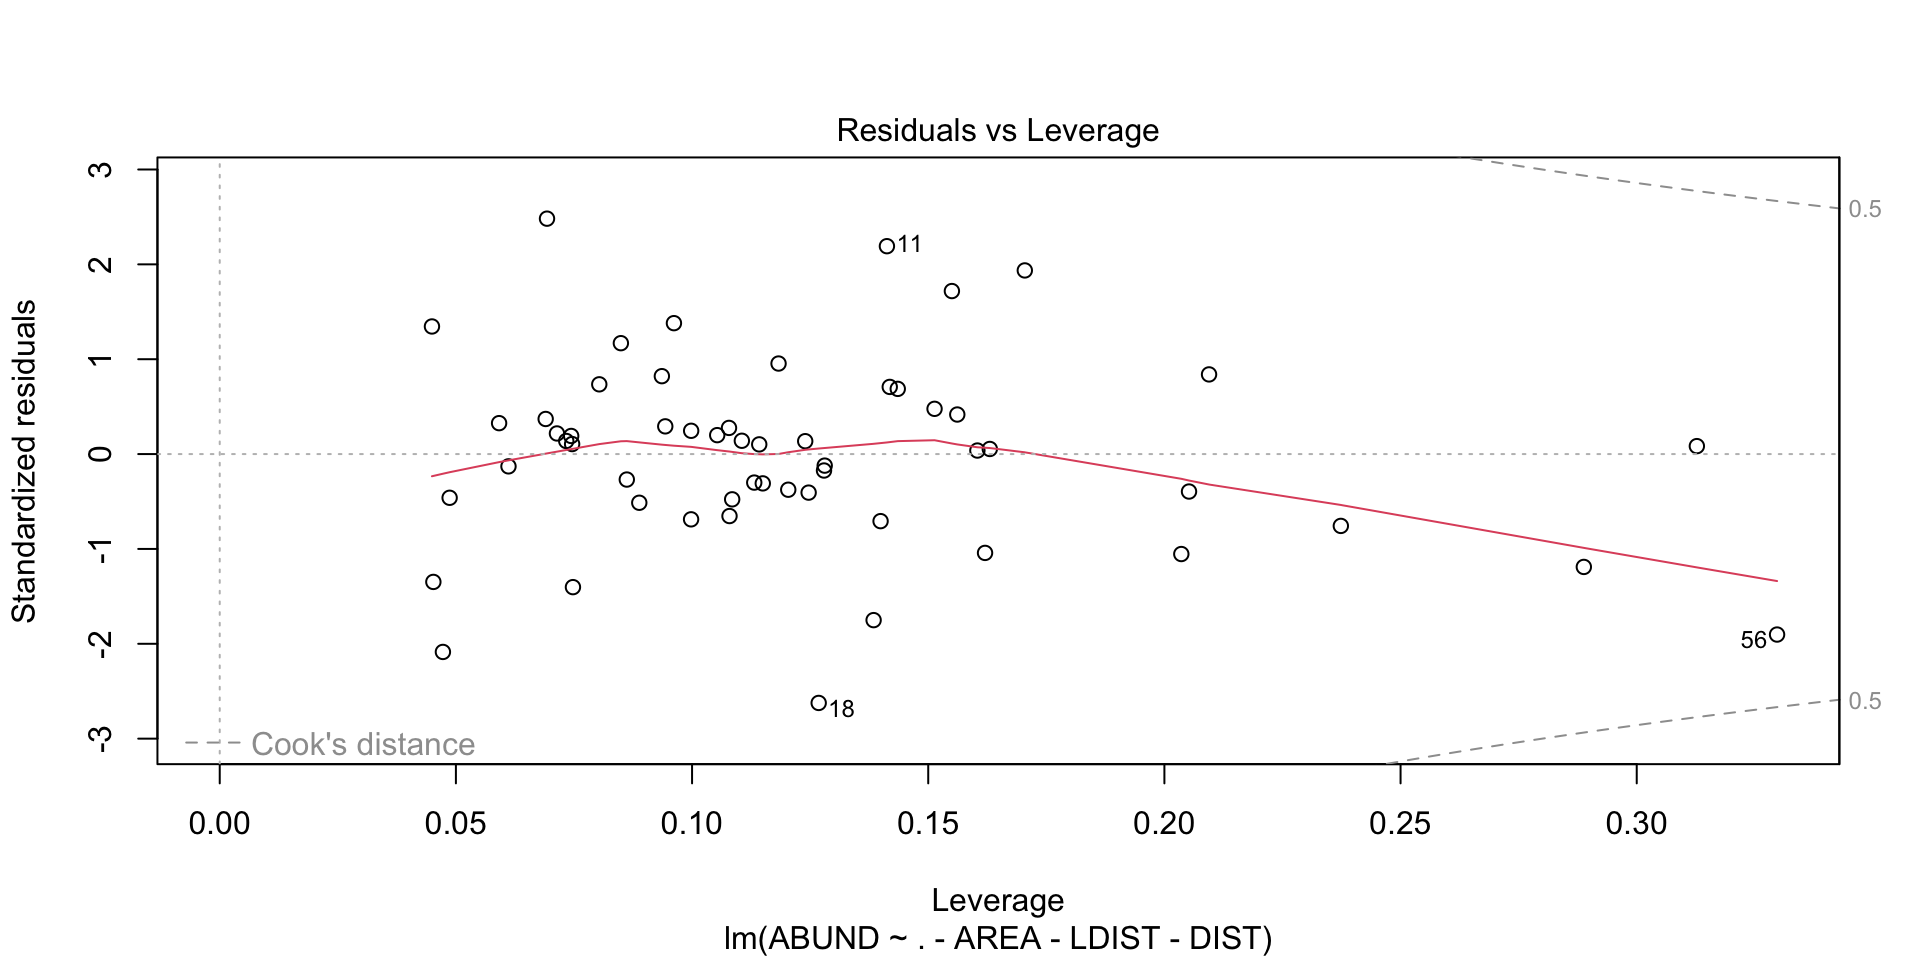 Residuals vs Leverage
Standardized residuals
3
2
1
0
-1
-2
-3
11
18
56
0.5
0.5
Cook's distance
0.00 0.05 0.10 0.15 0.20 0.25 0.30
Leverage
lm(ABUND ~ . - AREA - LDIST - DIST)